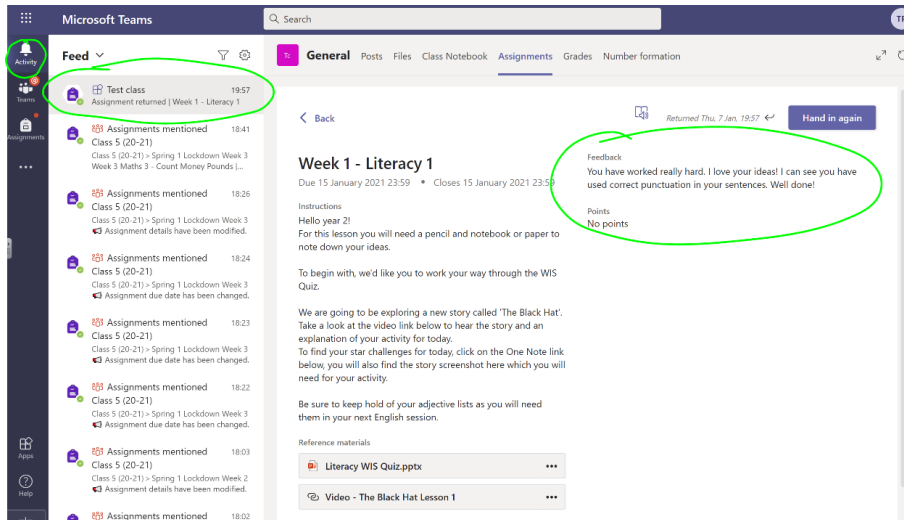 Microsoft Teams
Search
TF
Activity
Teams
Assignments
Apps
Help
Feed
Test class 19:57
Assignment returned | Week 1 - Literacy 1
Assignments mentioned 18:41
Class 5 (20-21)
Class 5 (20-21) > Spring 1 Lockdown Week 3
Week 3 Maths 3 - Count Money Pounds |...
Assignments mentioned 18:26
Class 5 (20-21)
Class 5 (20-21) > Spring 1 Lockdown Week 3
Assignment details have been modified.
Assignments mentioned 18:24
Class 5 (20-21)
Class 5 (20-21) > Spring 1 Lockdown Week 3
Assignment due date has been changed.
Assignments mentioned 18:23
Class 5 (20-21)
Class 5 (20-21) > Spring 1 Lockdown Week 3
Assignment due date has been changed.
Assignments mentioned 18:22
Class 5 (20-21)
Class 5 (20-21) > Spring 1 Lockdown Week 3
Assignment due date has been changed.
Assignments mentioned 18:03
Class 5 (20-21)
Class 5 (20-21) > Spring 1 Lockdown Week 2
Assignment details have been modified.
Assignments mentioned 18:02
Tc General Posts Files Class Notebook Assignments Grades Number formation
Back
Returned Thu, 7 Jan, 19:57
Hand in again
Week 1 - Literacy 1
Due 15 January 2021 23:59 • Closes 15 January 2021 23:59
Instructions
Hello year 2!
For this lesson you will need a pencil and notebook or paper to
note down your ideas.
To begin with, we'd like you to work your way through the WIS
Quiz.
We are going to be exploring a new story called 'The Black Hat'.
Take a look at the video link below to hear the story and an
explanation of your activity for today.
To find your star challenges for today, click on the One Note link
below, you will also find the story screenshot here which you will
need for your activity.
Be sure to keep hold of your adjective lists as you will need
them in your next English session.
Reference materials
Literacy WIS Quiz.pptx
Video - The Black Hat Lesson 1
Feedback
You have worked really hard. I love your ideas! I can see you have
used correct punctuation in your sentences. Well done!
Points
No points